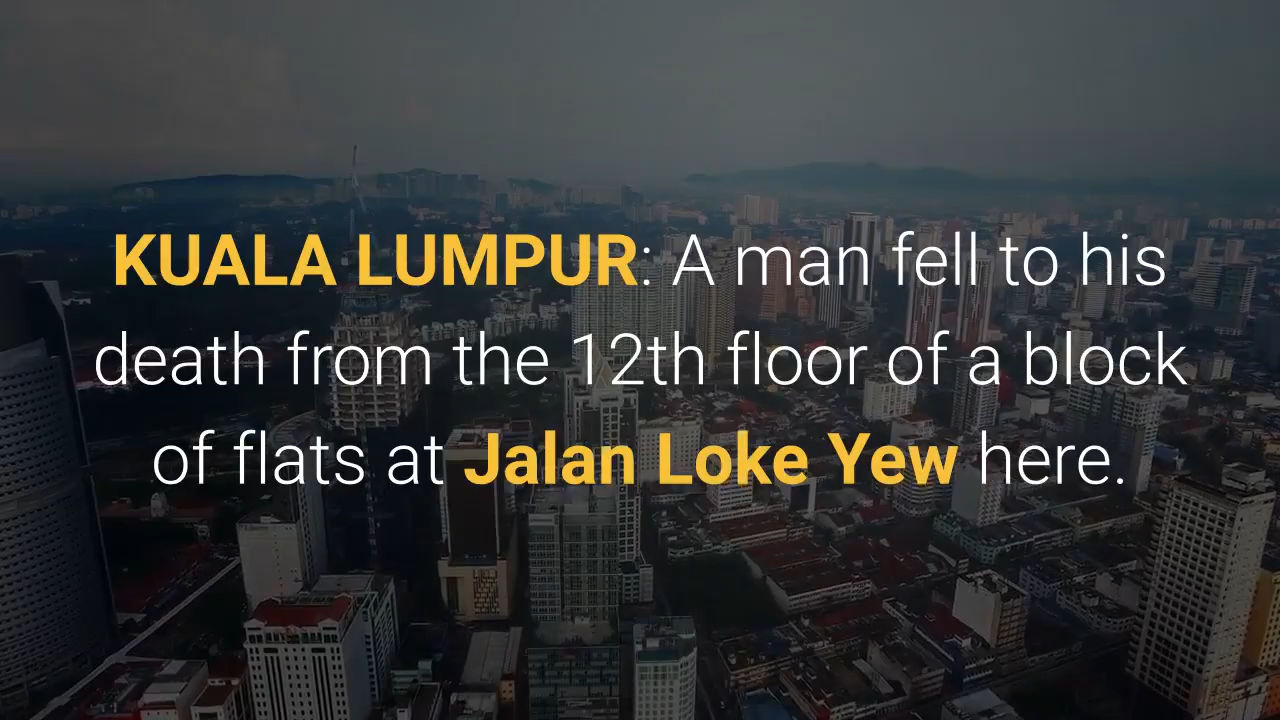 KUALA LUMPUR: A man fell to his
death from the 12th floor of a block
of flats at Jalan Loke Yew here.